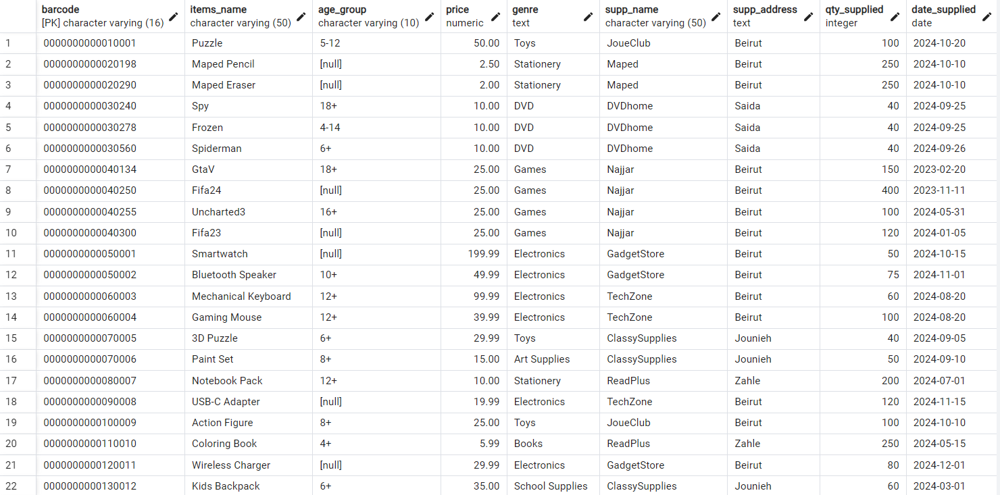 barcode items_name age_group price genre supp_name supp_address qty_supplied date_supplied
[PK] character varying (16) character varying (50) character varying (10) numeric text character varying (50) text integer date
1 0000000000010001 Puzzle 5-12 50.00 Toys JoueClub Beirut 100 2024-10-20
2 0000000000020198 Maped Pencil [null] 2.50 Stationery Maped Beirut 250 2024-10-10
3 0000000000020290 Maped Eraser [null] 2.00 Stationery Maped Beirut 250 2024-10-10
4 0000000000030240 Spy 18+ 10.00 DVD DVDhome Saida 40 2024-09-25
5 0000000000030278 Frozen 4-14 10.00 DVD DVDhome Saida 40 2024-09-25
6 0000000000030560 Spiderman 6+ 10.00 DVD DVDhome Saida 40 2024-09-26
7 0000000000040134 GtaV 18+ 25.00 Games Najjar Beirut 150 2023-02-20
8 0000000000040250 Fifa24 [null] 25.00 Games Najjar Beirut 400 2023-11-11
9 0000000000040255 Uncharted3 16+ 25.00 Games Najjar Beirut 100 2024-05-31
10 0000000000040300 Fifa23 [null] 25.00 Games Najjar Beirut 120 2024-01-05
11 0000000000050001 Smartwatch [null] 199.99 Electronics GadgetStore Beirut 50 2024-10-15
12 0000000000050002 Bluetooth Speaker 10+ 49.99 Electronics GadgetStore Beirut 75 2024-11-01
13 0000000000060003 Mechanical Keyboard 12+ 99.99 Electronics TechZone Beirut 60 2024-08-20
14 0000000000060004 Gaming Mouse 12+ 39.99 Electronics TechZone Beirut 100 2024-08-20
15 0000000000070005 3D Puzzle 6+ 29.99 Toys ClassySupplies Jounieh 40 2024-09-05
16 0000000000070006 Paint Set 8+ 15.00 Art Supplies ClassySupplies Jounieh 50 2024-09-10
17 0000000000080007 Notebook Pack 12+ 10.00 Stationery ReadPlus Zahle 200 2024-07-01
18 0000000000090008 USB-C Adapter [null] 19.99 Electronics TechZone Beirut 120 2024-11-15
19 0000000000100009 Action Figure 8+ 25.00 Toys JoueClub Beirut 100 2024-10-10
20 0000000000110010 Coloring Book 4+ 5.99 Books ReadPlus Zahle 250 2024-05-15
21 0000000000120011 Wireless Charger [null] 29.99 Electronics GadgetStore Beirut 80 2024-12-01
22 0000000000130012 Kids Backpack 6+ 35.00 School Supplies ClassySupplies Jounieh 60 2024-03-01